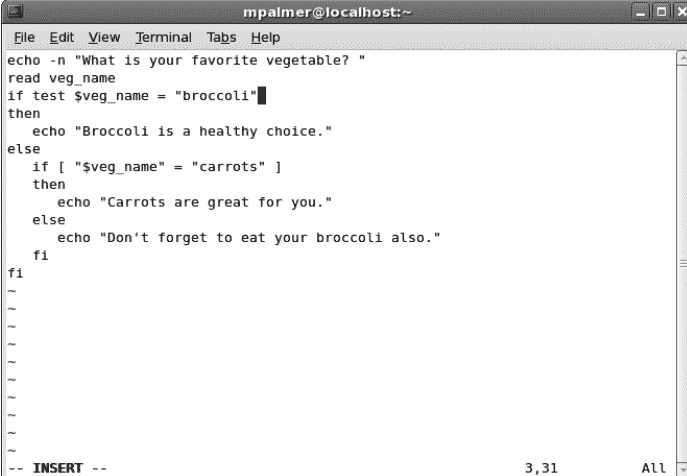 mpalmer@localhost:~
File Edit View Terminal Tabs Help
echo -n "What is your favorite vegetable? "
read veg_name
if test $veg_name = "broccoli"
then
   echo "Broccoli is a healthy choice."
else
   if [ "$veg_name" = "carrots" ]
   then
      echo "Carrots are great for you."
   else
      echo "Don't forget to eat your broccoli also."
   fi
fi
~
~
~
~
~
~
~
~
~
~
-- INSERT -- 3,31 All